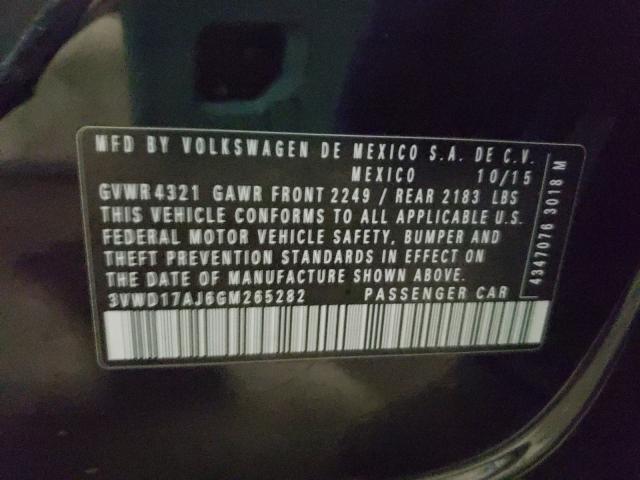 MFD BY VOLKSWAGEN DE MEXICO S.A. DE C.V.
MEXICO 10/15
GVWR 4321 GAWR FRONT 2249 / REAR 2183 LBS
THIS VEHICLE CONFORMS TO ALL APPLICABLE U.S.
FEDERAL MOTOR VEHICLE SAFETY, BUMPER AND
THEFT PREVENTION STANDARDS IN EFFECT ON
THE DATE OF MANUFACTURE SHOWN ABOVE.
3VWD17AJ6GM265282 PASSENGER CAR
4347076 3018 M